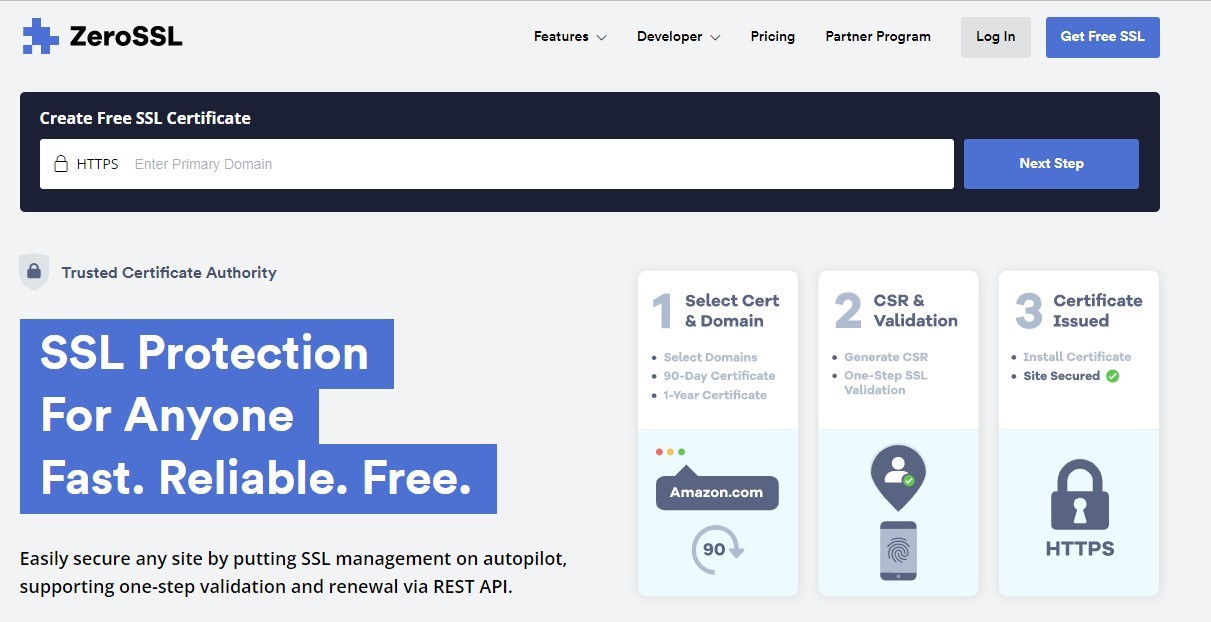 ZeroSSL
Features
Developer
Pricing
Partner Program
Log In
Get Free SSL
Create Free SSL Certificate
HTTPS Enter Primary Domain
Next Step
Trusted Certificate Authority
SSL Protection
For Anyone
Fast. Reliable. Free.
Easily secure any site by putting SSL management on autopilot,
supporting one-step validation and renewal via REST API.
1 Select Cert
& Domain
• Select Domains
• 90-Day Certificate
• 1-Year Certificate
Amazon.com
90
2 CSR &
Validation
• Generate CSR
• One-Step SSL
Validation
3 Certificate
Issued
• Install Certificate
• Site Secured
HTTPS